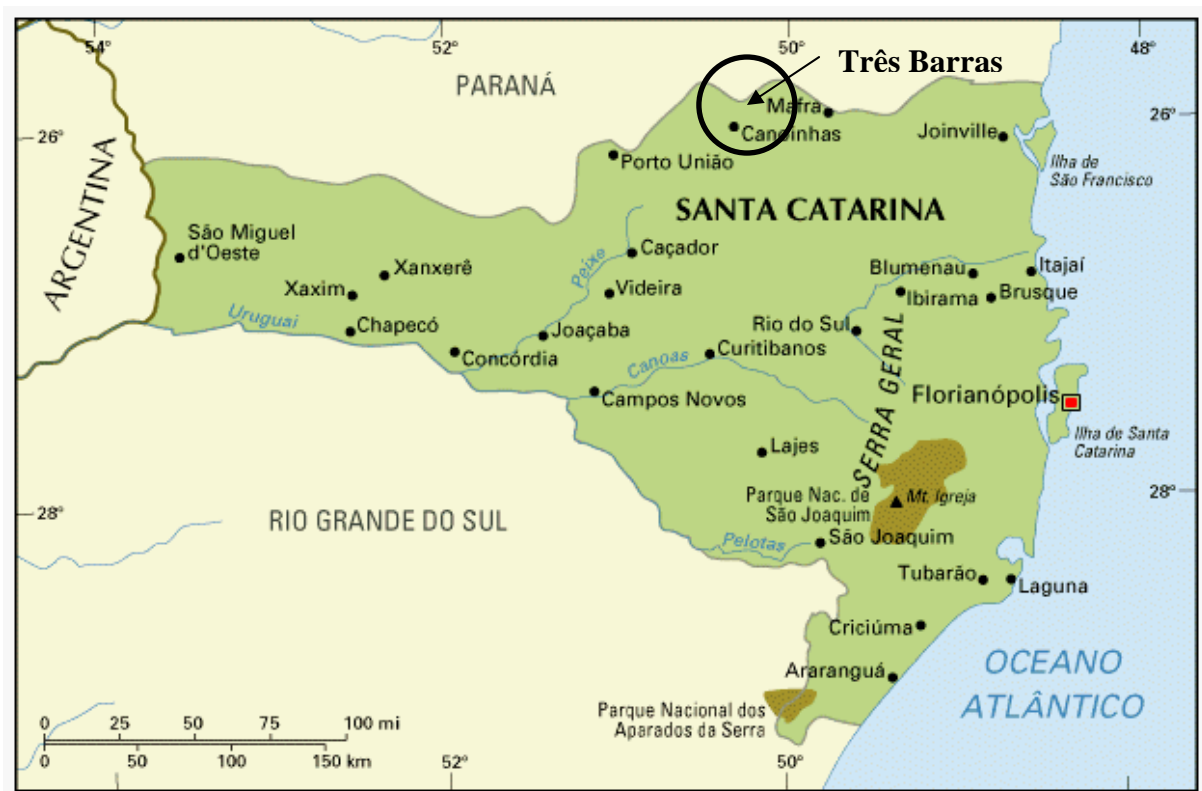 54°
52°
50°
48°
Três Barras
PARANÁ
26°
Mafra
Canoinhas
Joinville
26°
Porto União
Ilha de
São Francisco
ARGENTINA
SANTA CATARINA
São Miguel
d'Oeste
Caçador
Xanxerê
Peixe
Blumenau
Itajaí
Xaxim
Videira
Ibirama
Brusque
Uruguai
Chapecó
Joaçaba
Rio do Sul
Concórdia
Canoas
Curitibanos
SERRA GERAL
Florianópolis
Campos Novos
Ilha de Santa
Catarina
Lajes
Parque Nac. de
São Joaquim
Mt. Igreja
28°
28°
RIO GRANDE DO SUL
Pelotas
São Joaquim
Tubarão
Laguna
Criciúma
OCEANO
ATLÂNTICO
Araranguá
Parque Nacional dos
Aparados da Serra
0 25 50 75 100 mi
0 50 100 150 km
52°
50°